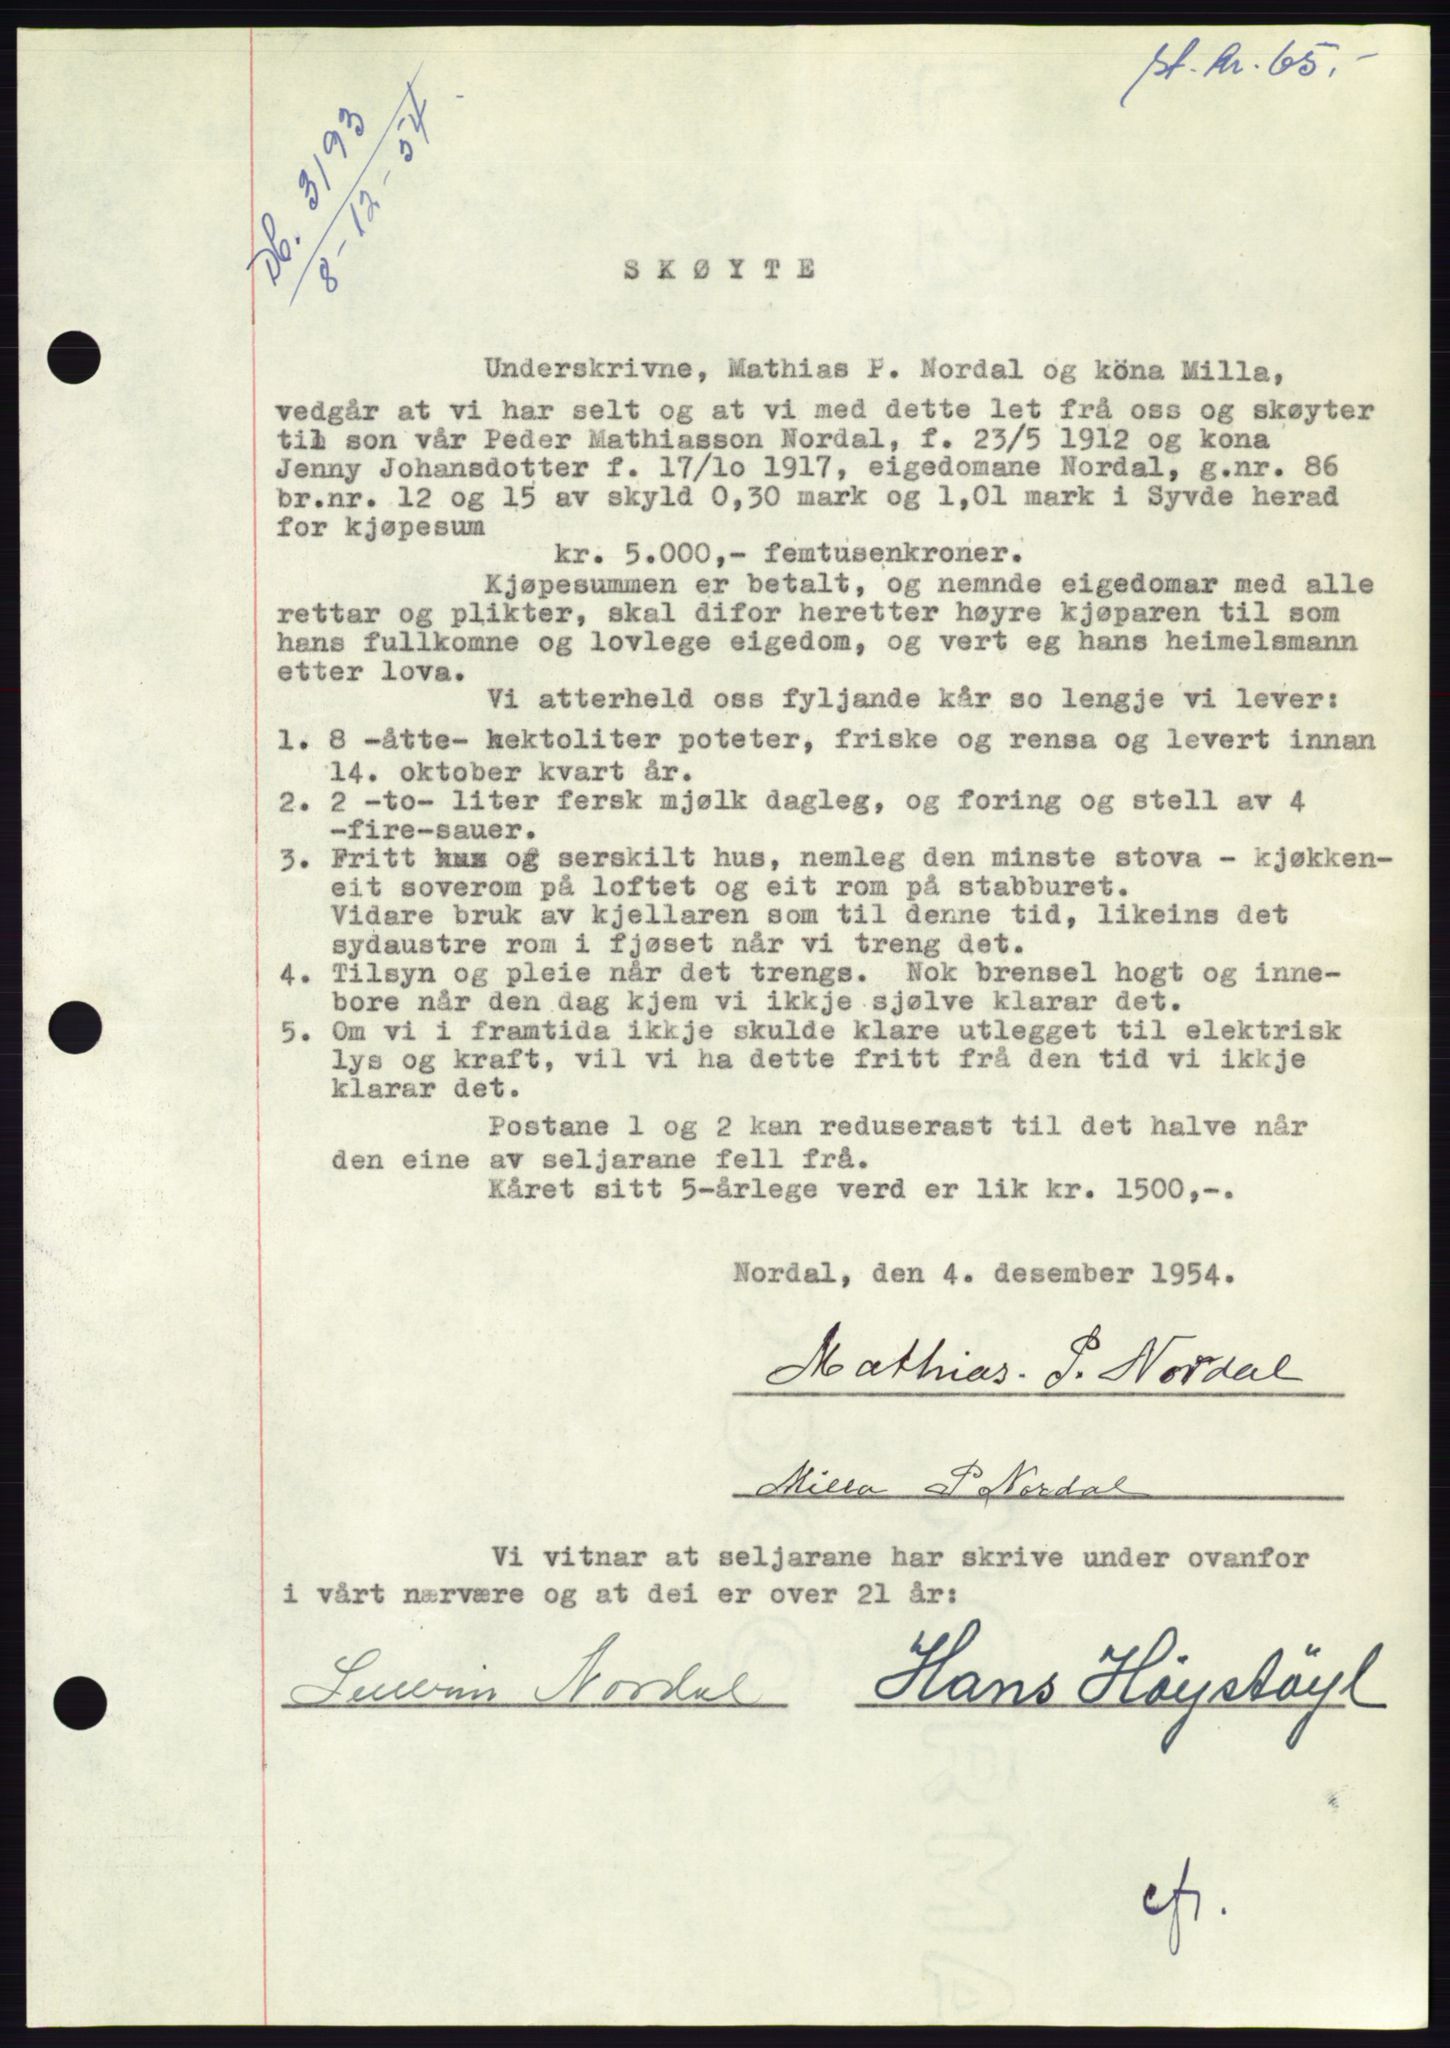 st. kr. 65.-
Db. 3193
8-12-54
SKØYTE
Underskrivne, Mathias P. Nordal og köna Milla,
vedgår at vi har selt og at vi med dette let frå oss og skøyter
til son vår Peder Mathiasson Nordal, f. 23/5 1912 og kona
Jenny Johansdotter f. 17/10 1917, eigedomane Nordal, g.nr. 86
br.nr. 12 og 15 av skyld 0,30 mark og 1,01 mark i Syvde herad
for kjøpesum
kr. 5.000,- femtusenkroner.
Kjøpesummen er betalt, og nemnde eigedomar med alle
rettar og plikter, skal difor heretter høyre kjøparen til som
hans fullkomne og lovlege eigedom, og vert eg hans heimelsmann
etter lova.
Vi atterheld oss fyljande kår so lengje vi lever:
1. 8 -åtte- hektoliter poteter, friske og rensa og levert innan
14. oktober kvart år.
2. 2 -to- liter fersk mjølk dagleg, og foring og stell av 4
-fire-sauer.
3. Fritt hus og serskilt hus, nemleg den minste stova - kjøkken-
eit soverom på loftet og eit rom på stabburet.
Vidare bruk av kjellaren som til denne tid, likeins det
sydaustre rom i fjøset når vi treng det.
4. Tilsyn og pleie når det trengs. Nok brensel hogt og inne-
bore når den dag kjem vi ikkje sjølve klarar det.
5. Om vi i framtida ikkje skulde klare utlegget til elektrisk
lys og kraft, vil vi ha dette fritt frå den tid vi ikkje
klarar det.
Postane 1 og 2 kan reduserast til det halve når
den eine av seljarane fell frå.
Kåret sitt 5-årlege verd er lik kr. 1500,-.
Nordal, den 4. desember 1954.
Mathias. P. Nordal
Milla P Nordal
Vi vitnar at seljarane har skrive under ovanfor
i vårt nærvære og at dei er over 21 år:
Nordal Hans Höystöyl